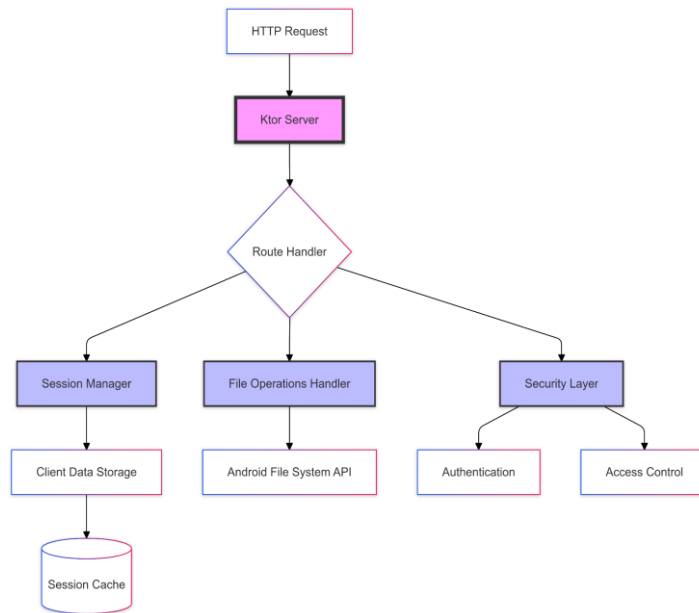 HTTP Request
Ktor Server
Route Handler
Session Manager
File Operations Handler
Security Layer
Client Data Storage
Android File System API
Authentication
Access Control
Session Cache